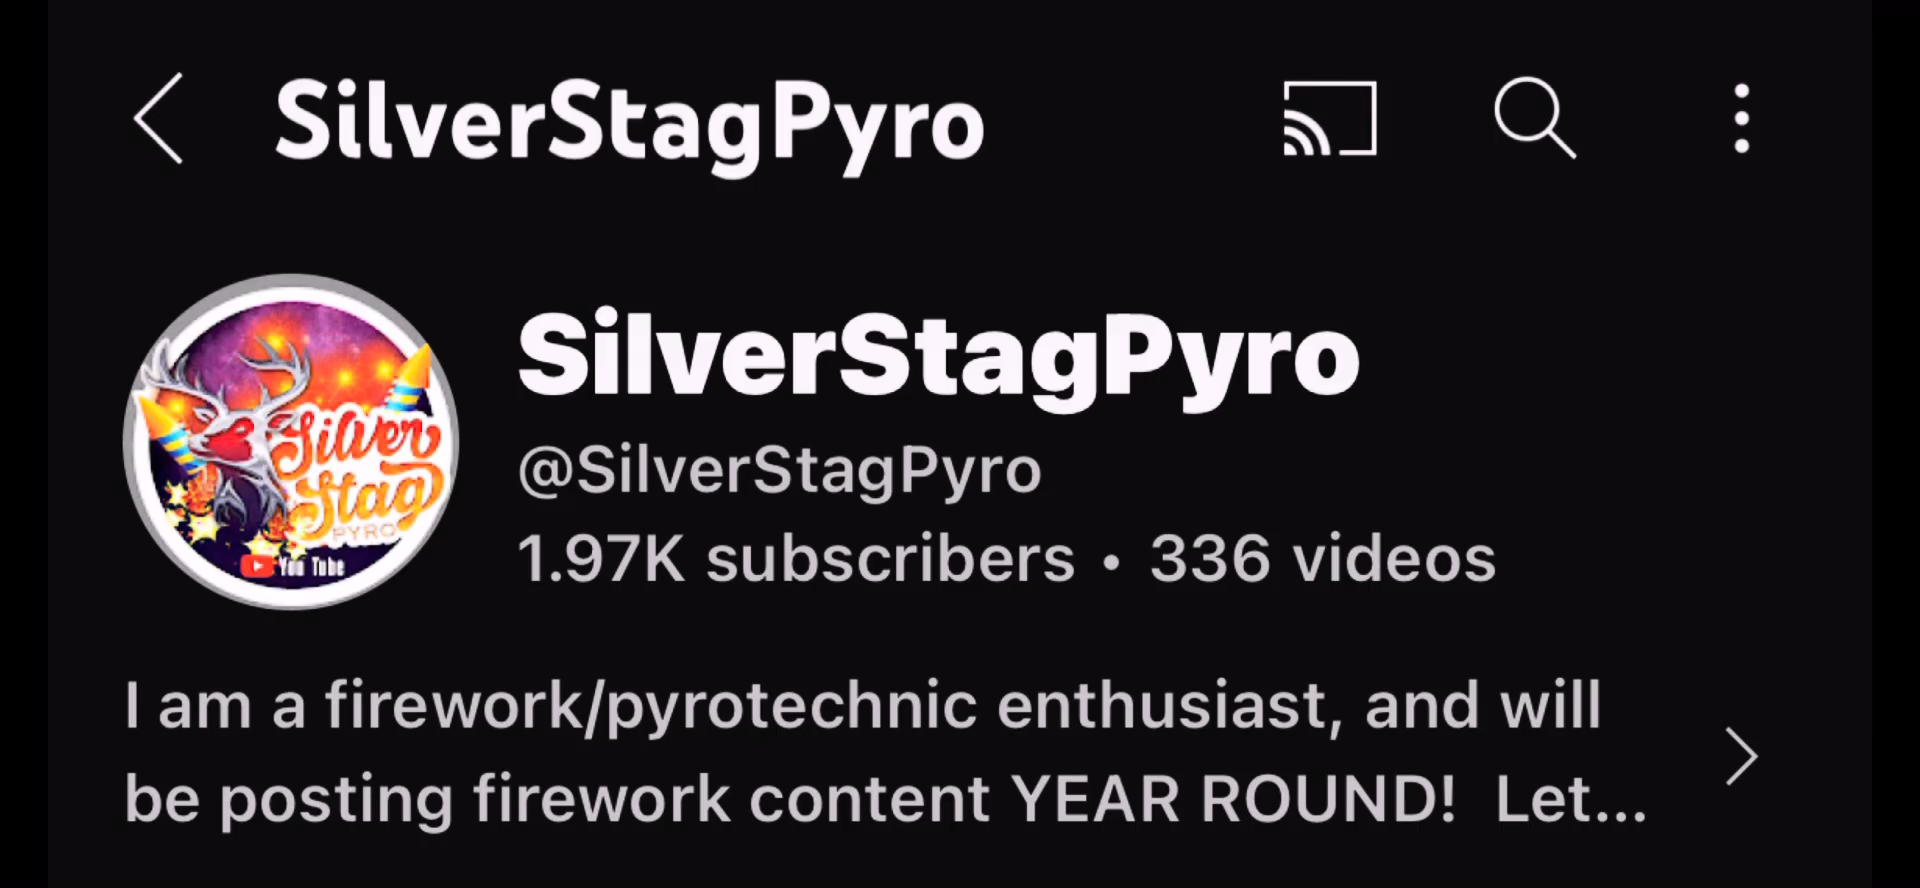 SilverStagPyro
SilverStagPyro
@SilverStagPyro
1.97K subscribers • 336 videos
Silver
Stag
PYRO
You Tube
I am a firework/pyrotechnic enthusiast, and will
be posting firework content YEAR ROUND!  Let...